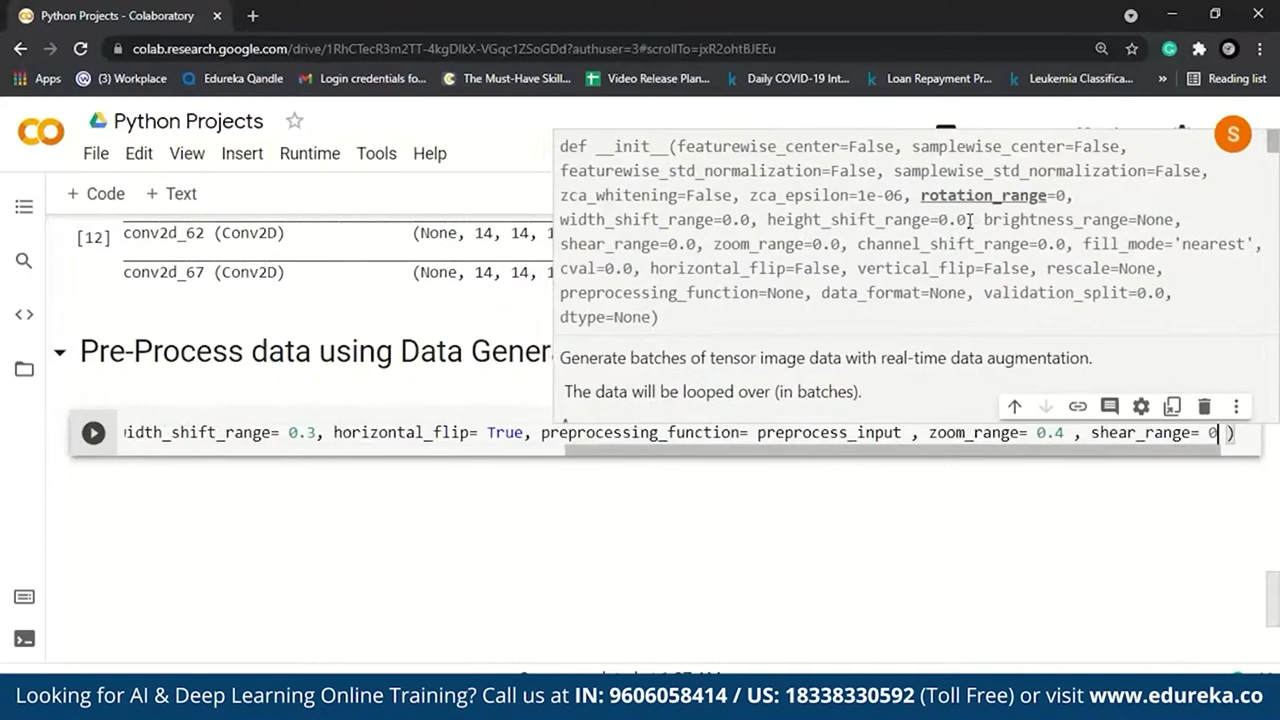 Python Projects - Colaboratory
colab.research.google.com/drive/1RhCTecR3m2TT-4kgDlkX-VGqc1ZSoGDd?authuser=3#scrollTo=jxR2ohtBJEEu
Apps (3) Workplace Edureka Qandle Login credentials fo... The Must-Have Skill... Video Release Plan... Daily COVID-19 Int... Loan Repayment Pr... Leukemia Classifica... » Reading list
Python Projects
S
File Edit View Insert Runtime Tools Help
+ Code + Text
def __init__(featurewise_center=False, samplewise_center=False,
featurewise_std_normalization=False, samplewise_std_normalization=False,
zca_whitening=False, zca_epsilon=1e-06, rotation_range=0,
width_shift_range=0.0, height_shift_range=0.0, brightness_range=None,
shear_range=0.0, zoom_range=0.0, channel_shift_range=0.0, fill_mode='nearest',
cval=0.0, horizontal_flip=False, vertical_flip=False, rescale=None,
preprocessing_function=None, data_format=None, validation_split=0.0,
dtype=None)
Generate batches of tensor image data with real-time data augmentation.
The data will be looped over (in batches).
[12] conv2d_62 (Conv2D) (None, 14, 14, 1
conv2d_67 (Conv2D) (None, 14, 14, 1
Pre-Process data using Data Genera
width_shift_range= 0.3, horizontal_flip= True, preprocessing_function= preprocess_input , zoom_range= 0.4 , shear_range= 0 )
Looking for AI & Deep Learning Online Training? Call us at IN: 9606058414 / US: 18338330592 (Toll Free) or visit www.edureka.co